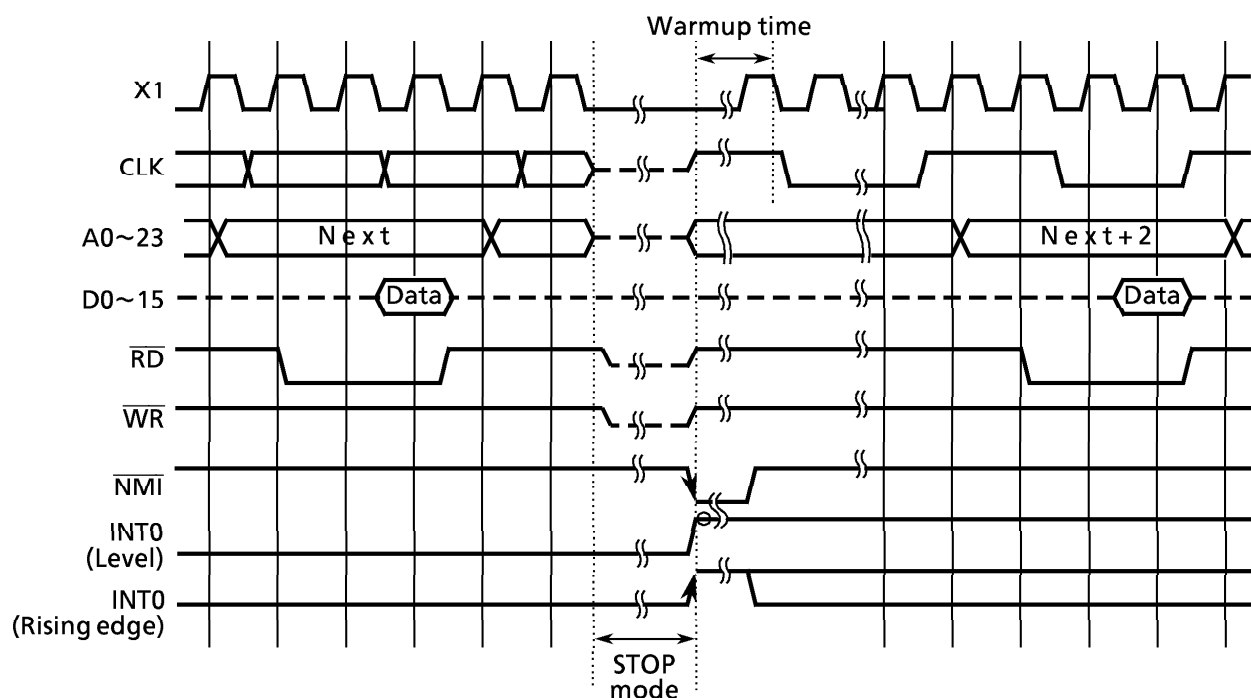 Warmup time
X1
CLK
A0~23
Next
Next+2
D0~15
Data
Data
RD
WR
NMI
INT0
(Level)
INT0
(Rising edge)
STOP
mode